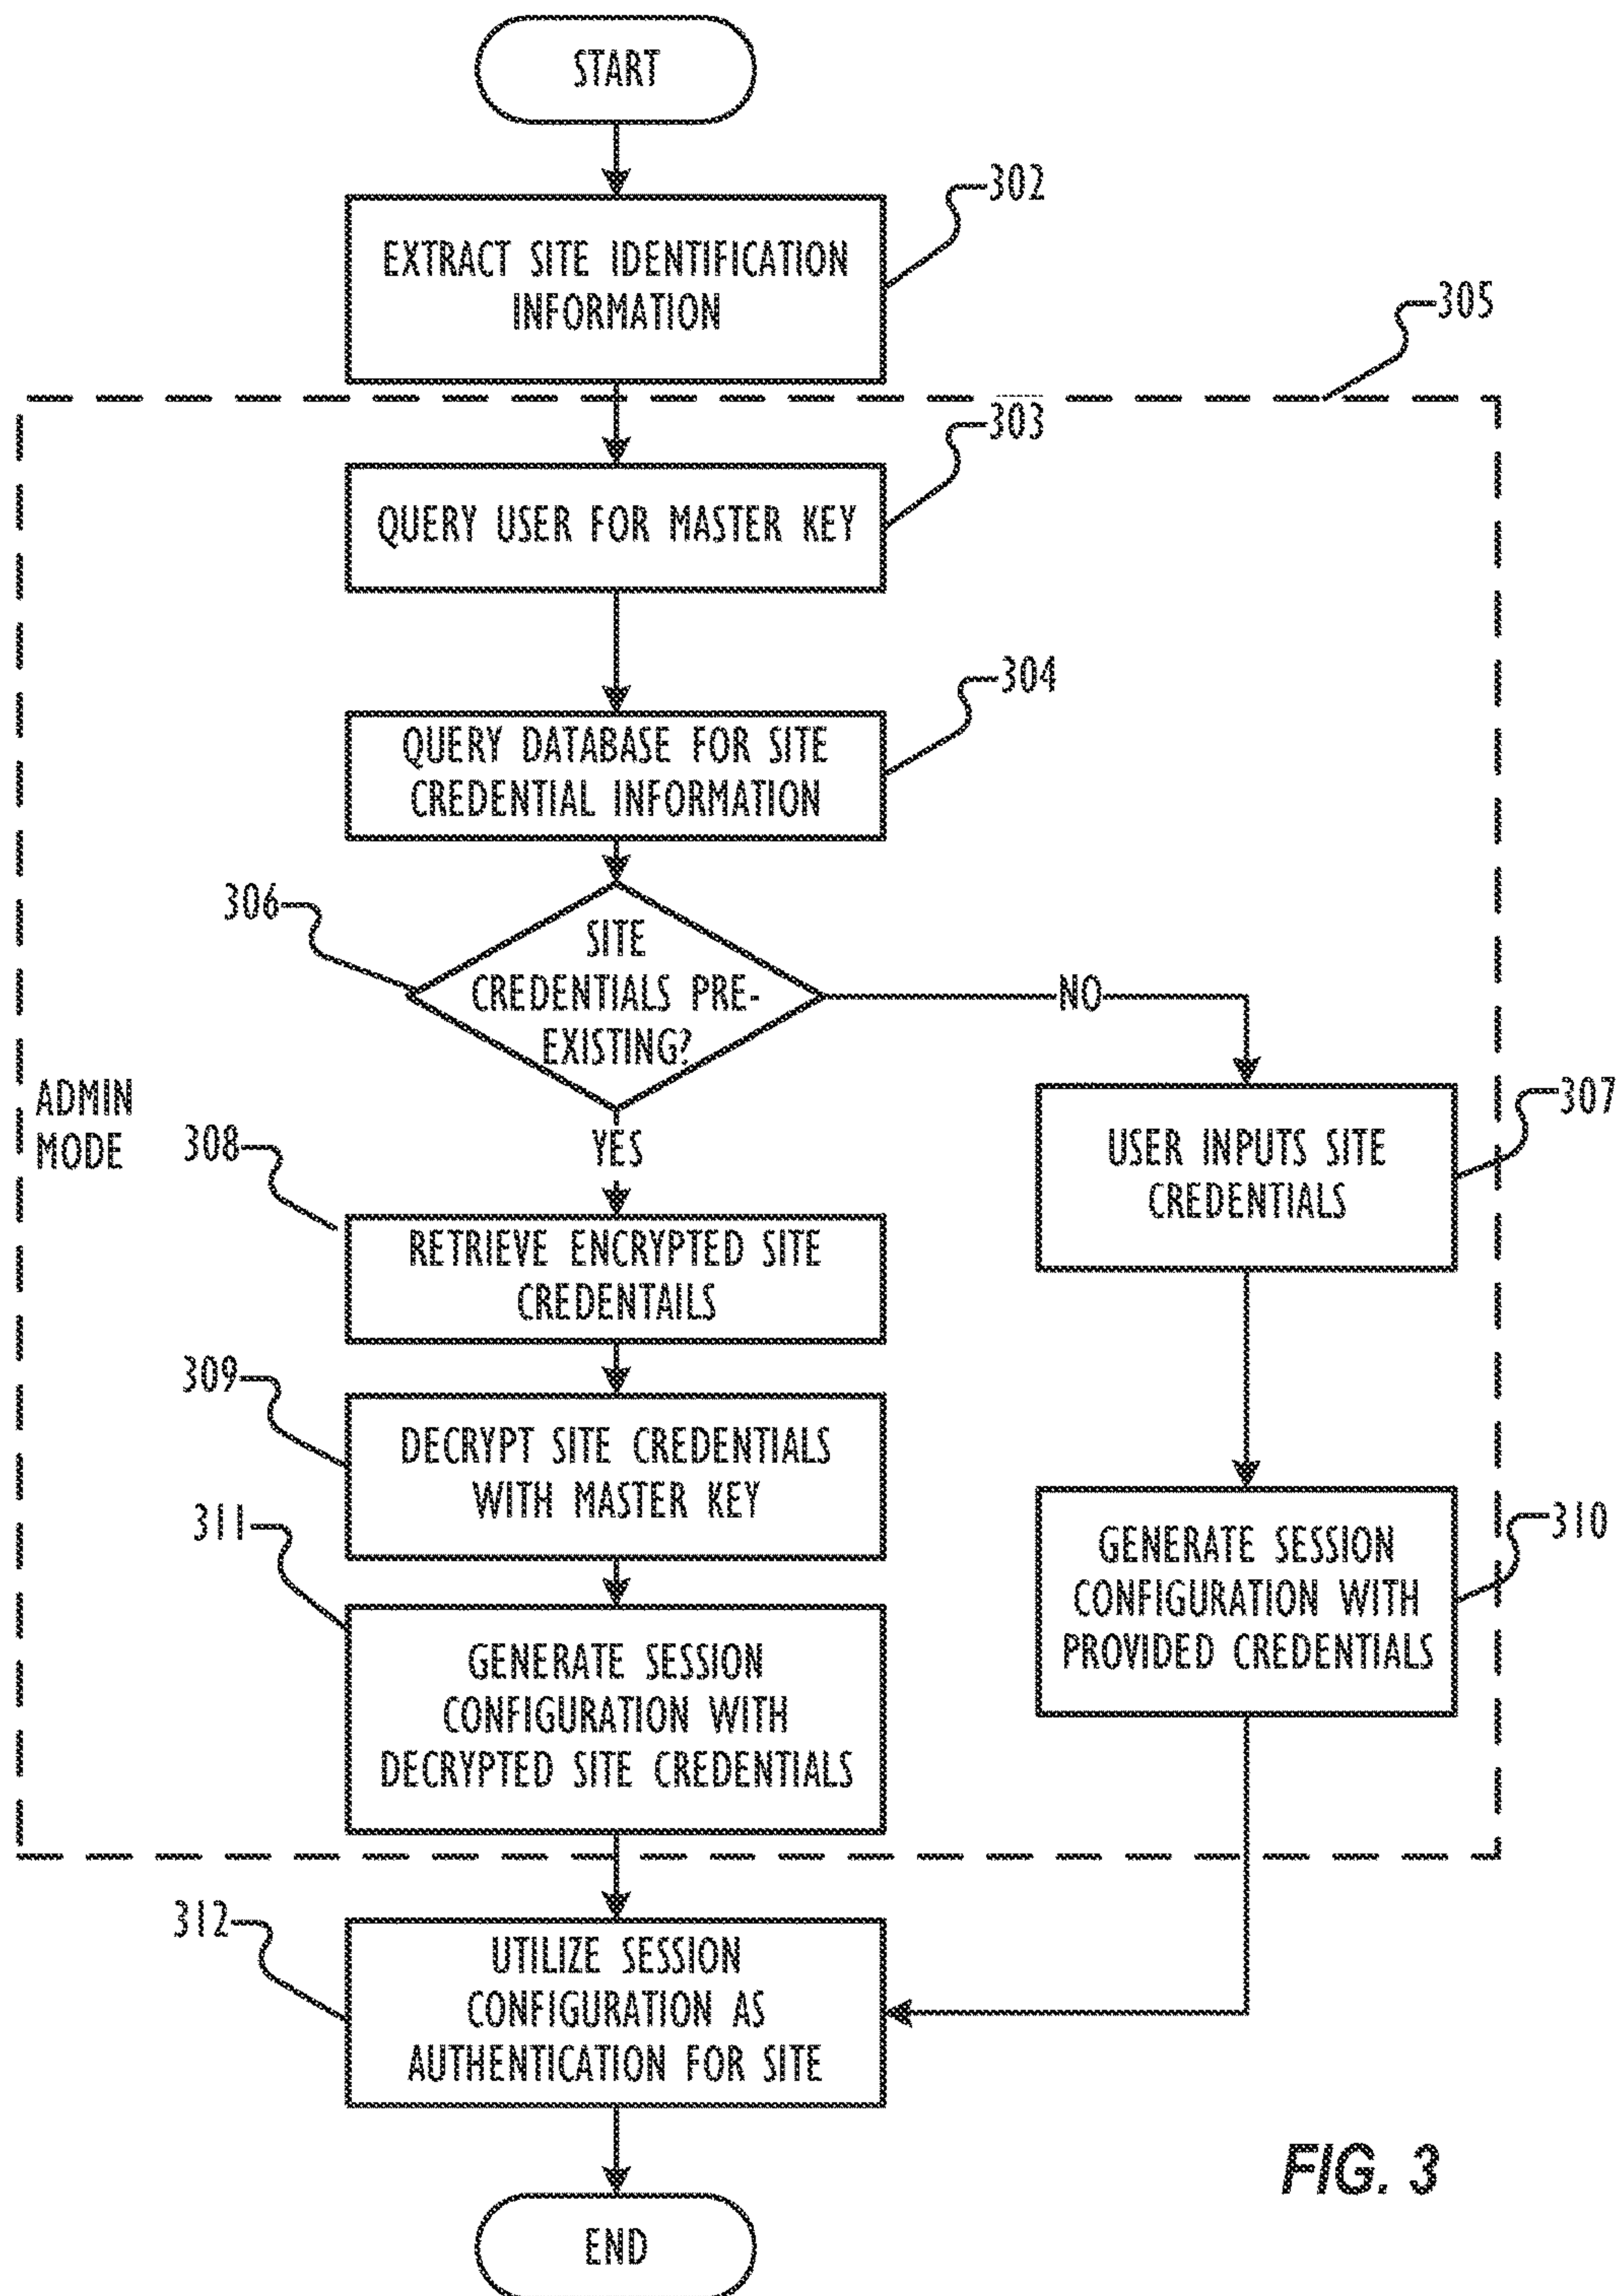 START
302
EXTRACT SITE IDENTIFICATION
INFORMATION
305
303
QUERY USER FOR MASTER KEY
304
QUERY DATABASE FOR SITE
CREDENTIAL INFORMATION
306
SITE
CREDENTIALS PRE-
EXISTING?
NO
ADMIN
MODE
307
USER INPUTS SITE
CREDENTIALS
YES
308
RETRIEVE ENCRYPTED SITE
CREDENTAILS
309
DECRYPT SITE CREDENTIALS
WITH MASTER KEY
310
GENERATE SESSION
CONFIGURATION WITH
PROVIDED CREDENTIALS
311
GENERATE SESSION
CONFIGURATION WITH
DECRYPTED SITE CREDENTIALS
312
UTILIZE SESSION
CONFIGURATION AS
AUTHENTICATION FOR SITE
END
FIG. 3